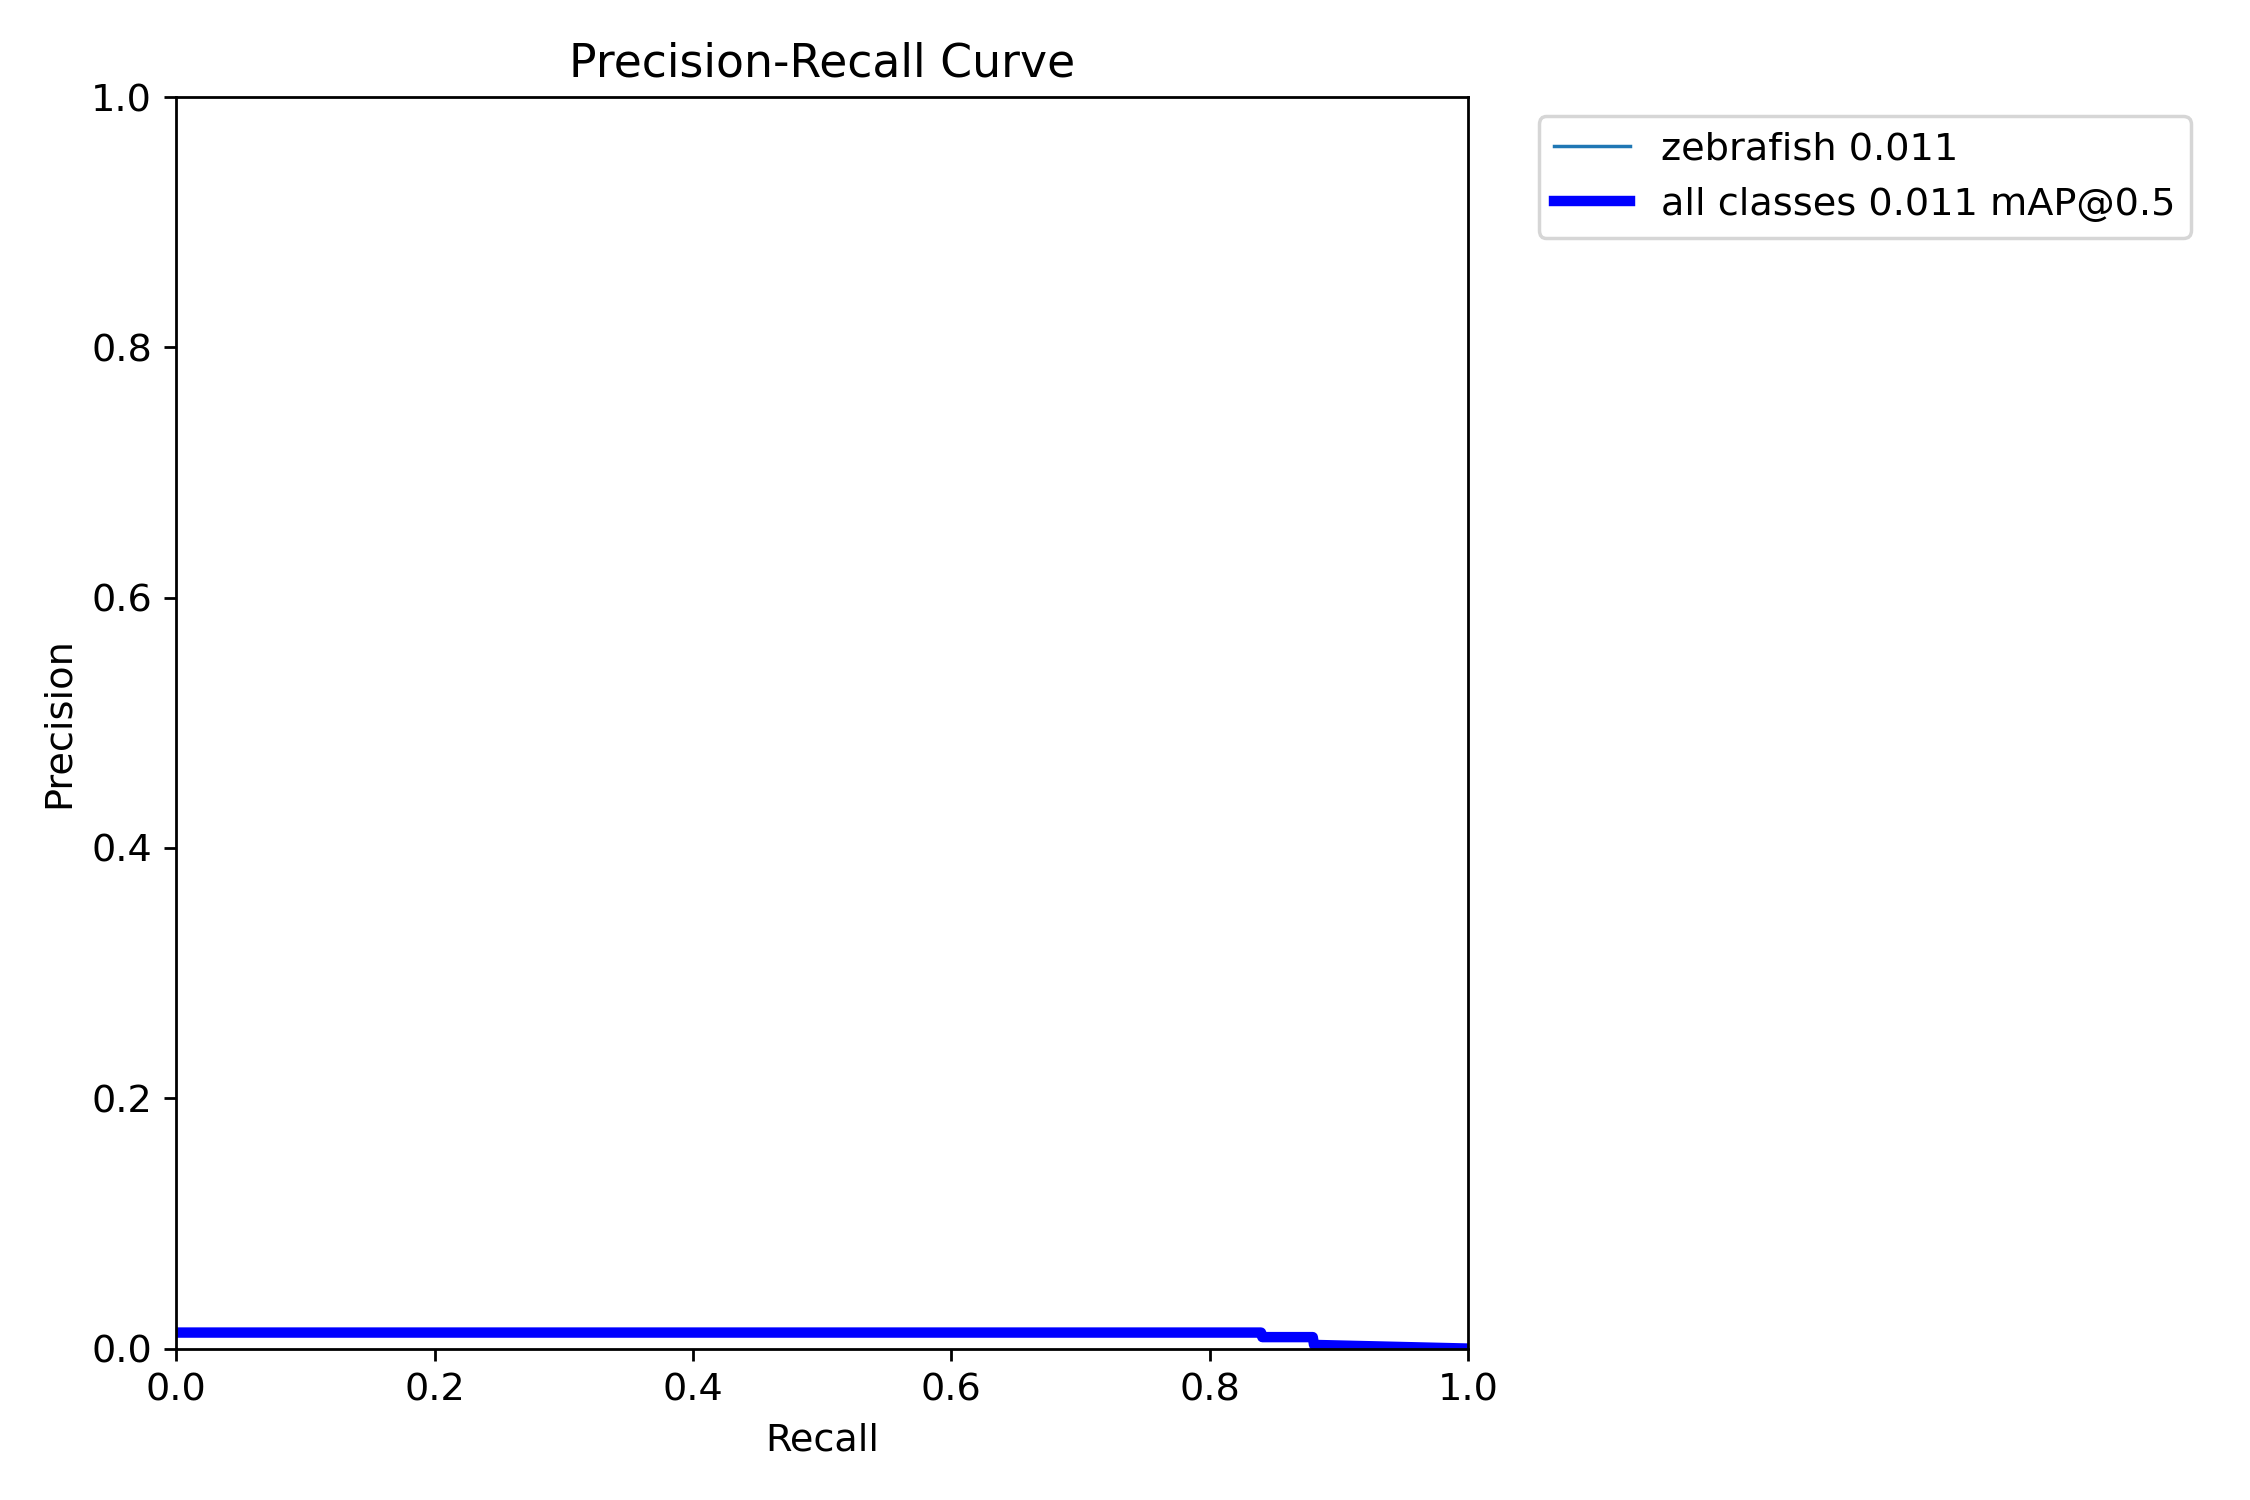 Precision-Recall Curve
1.0
0.8
0.6
0.4
0.2
0.0
Precision
0.0 0.2 0.4 0.6 0.8 1.0
Recall
zebrafish 0.011
all classes 0.011 mAP@0.5